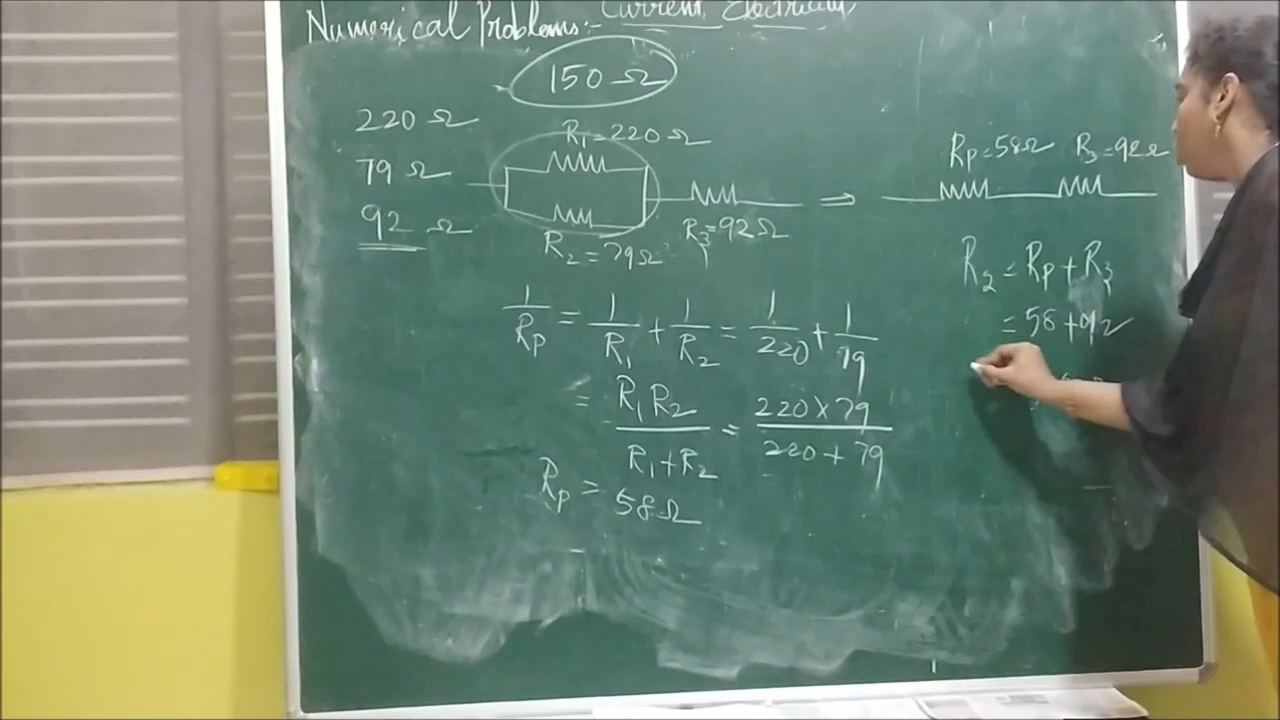 Numerical Problems:- Current Electricity
150 Ω
220 Ω
79 Ω
92 Ω
R₁=220 Ω
R₂=79Ω
R₃=92Ω
⇒
Rp=58Ω R₃=92Ω
1/Rp = 1/R₁ + 1/R₂ = 1/220 + 1/79
= R₁R₂/R₁+R₂ = 220×79/220+79
Rp = 58Ω
R₂ = Rp+R₃
= 58+92